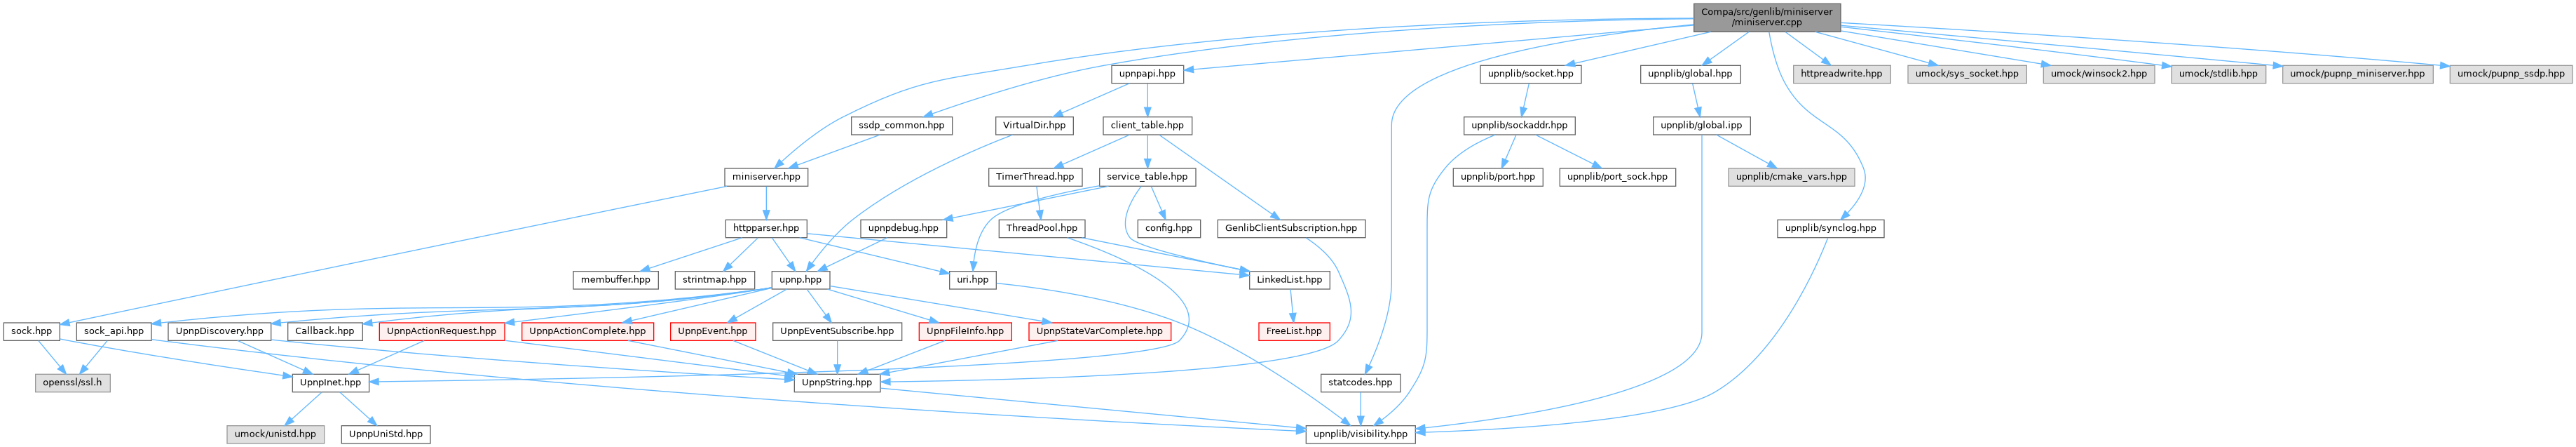 Compa/src/genlib/miniserver
/miniserver.cpp
upnpapi.hpp
upnplib/socket.hpp
upnplib/global.hpp
httpreadwrite.hpp
umock/sys_socket.hpp
umock/winsock2.hpp
umock/stdlib.hpp
umock/pupnp_miniserver.hpp
umock/pupnp_ssdp.hpp
ssdp_common.hpp
VirtualDir.hpp
client_table.hpp
upnplib/sockaddr.hpp
upnplib/global.ipp
miniserver.hpp
TimerThread.hpp
service_table.hpp
upnplib/port.hpp
upnplib/port_sock.hpp
upnplib/cmake_vars.hpp
httpparser.hpp
upnpdebug.hpp
ThreadPool.hpp
config.hpp
GenlibClientSubscription.hpp
upnplib/synclog.hpp
membuffer.hpp
strintmap.hpp
upnp.hpp
uri.hpp
LinkedList.hpp
sock.hpp
sock_api.hpp
UpnpDiscovery.hpp
Callback.hpp
UpnpActionRequest.hpp
UpnpActionComplete.hpp
UpnpEvent.hpp
UpnpEventSubscribe.hpp
UpnpFileInfo.hpp
UpnpStateVarComplete.hpp
FreeList.hpp
openssl/ssl.h
UpnpInet.hpp
UpnpString.hpp
statcodes.hpp
umock/unistd.hpp
UpnpUniStd.hpp
upnplib/visibility.hpp